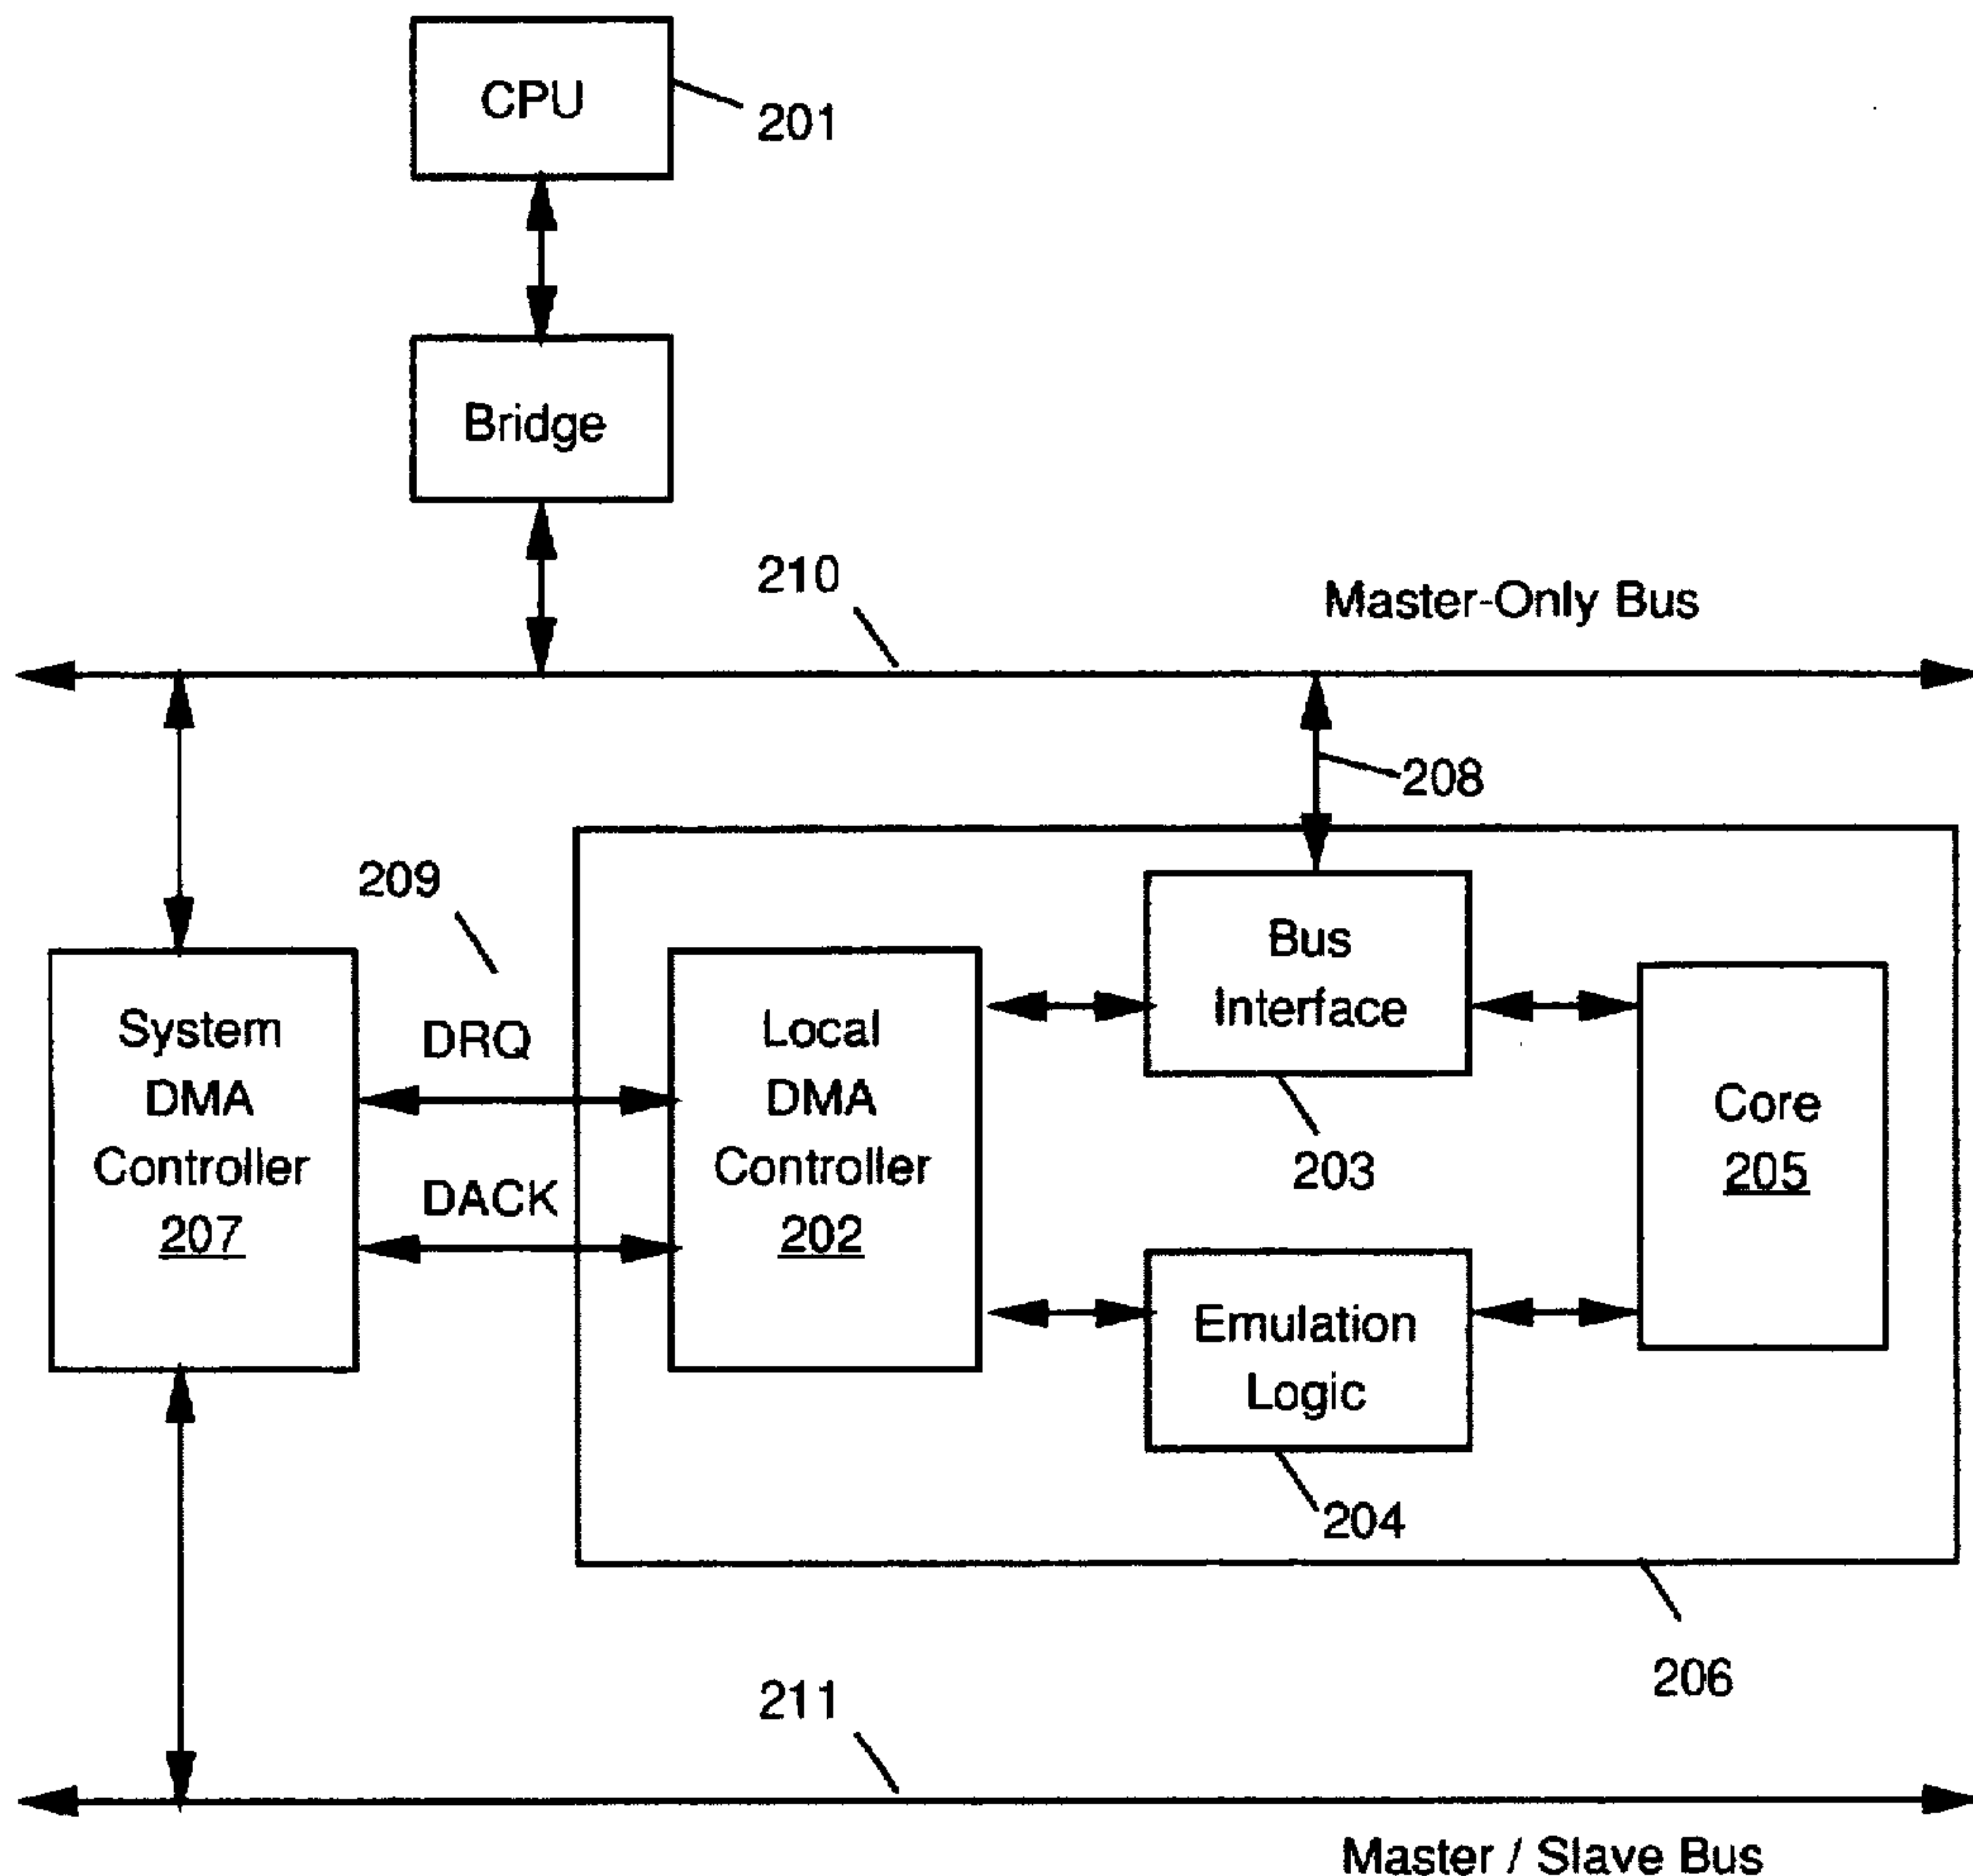 CPU
201
Bridge
210
Master-Only Bus
208
209
Bus
Interface
203
System
DMA
Controller
207
DRQ
DACK
Local
DMA
Controller
202
Core
205
Emulation
Logic
204
206
211
Master / Slave Bus